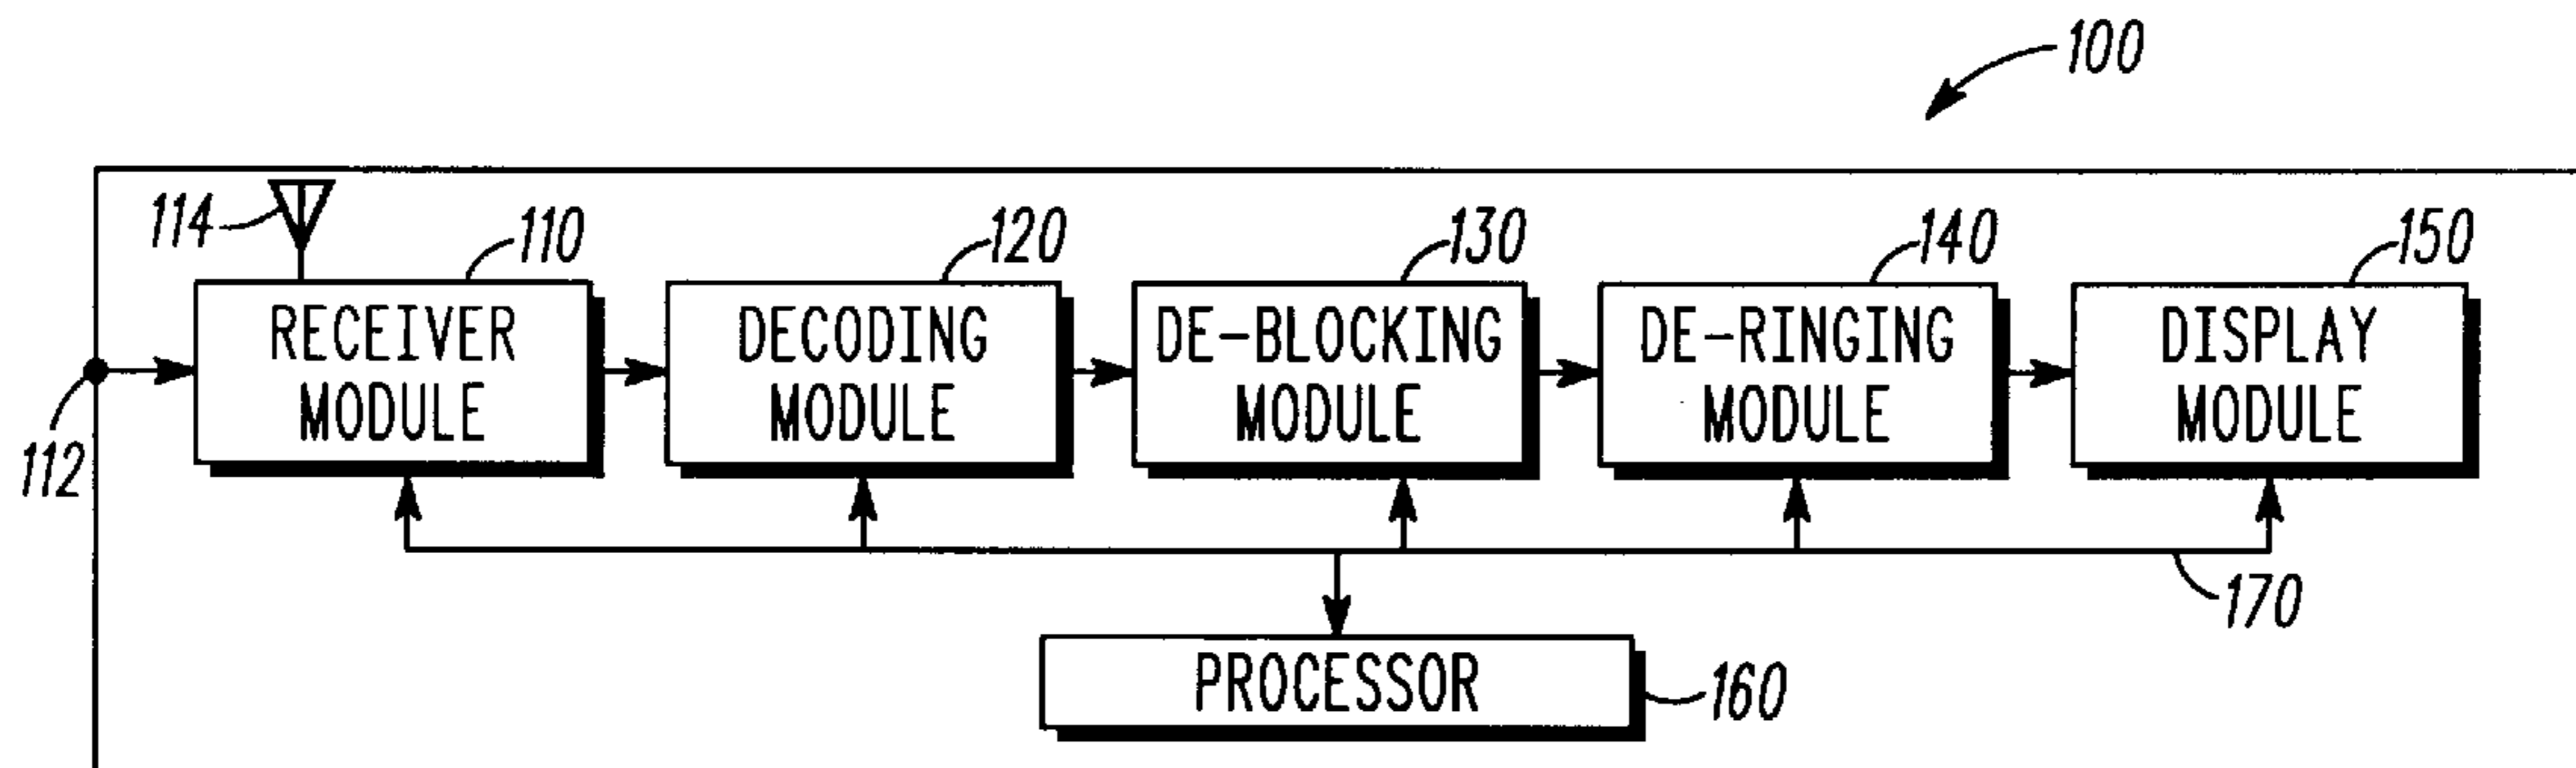 100
114
110
120
130
140
150
RECEIVER
MODULE
DECODING
MODULE
DE-BLOCKING
MODULE
DE-RINGING
MODULE
DISPLAY
MODULE
112
170
PROCESSOR
160